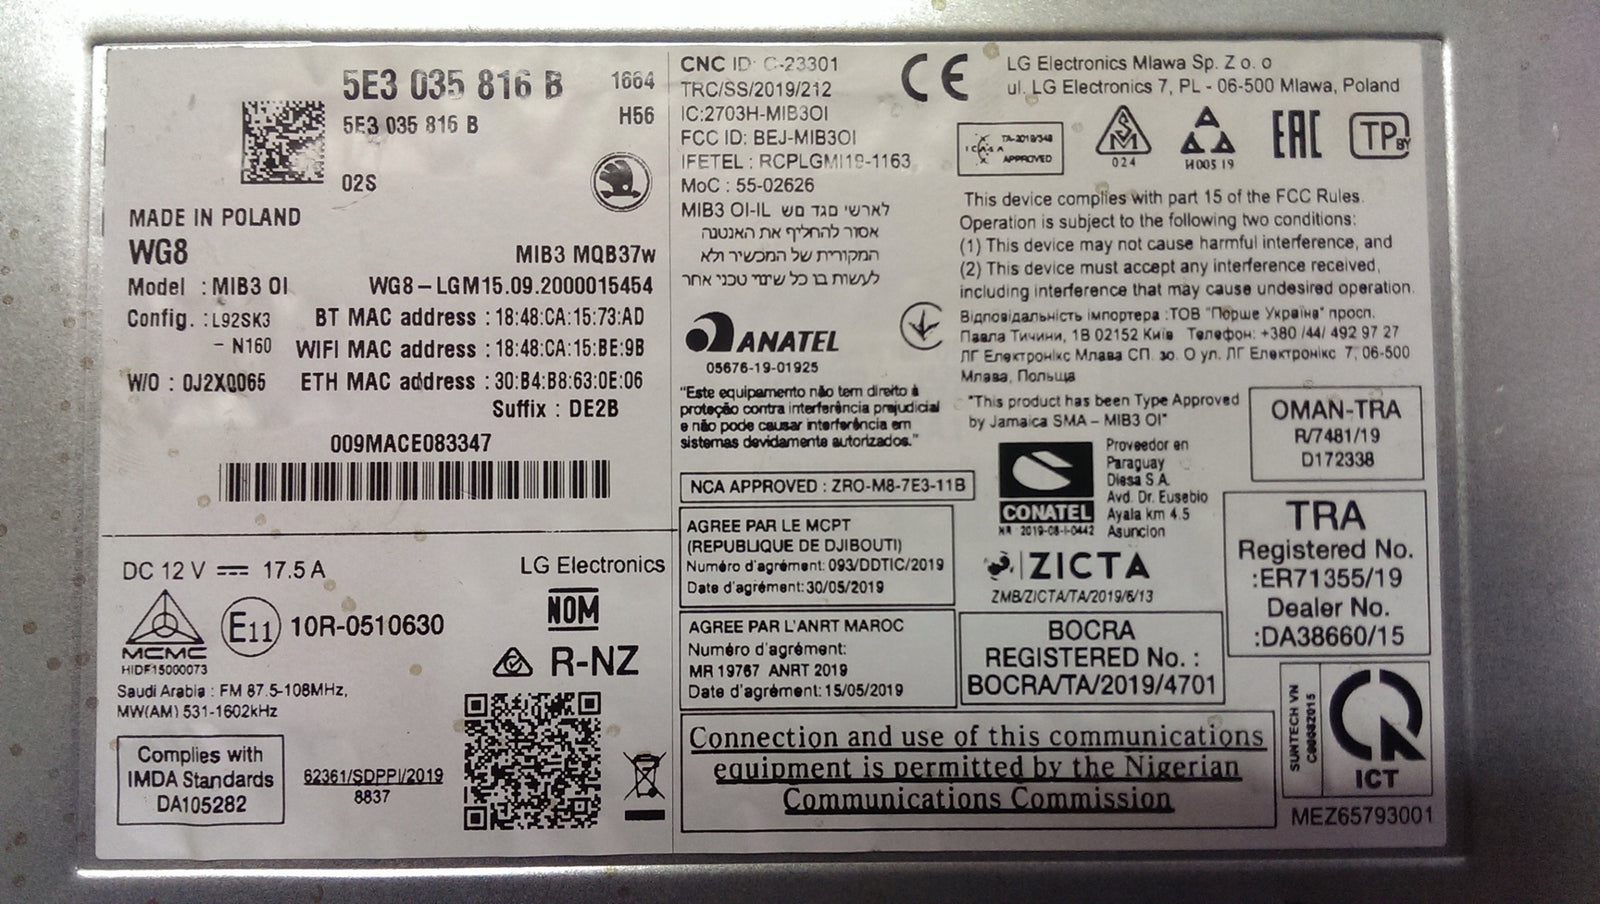 5E3 035 816 B
1664
5E3 035 816 B
H56
02S
MADE IN POLAND
WG8
MIB3 MQB37w
Model : MIB3 OI
WG8-LGM15.09.2000015454
Config. : L92SK3
BT MAC address : 18:48:CA:15:73:AD
- N160
WIFI MAC address : 18:48:CA:15:BE:9B
W/O : 0J2X0065
ETH MAC address : 30:B4:B8:63:0E:06
Suffix : DE2B
009MACE083347
DC 12 V 17.5 A
LG Electronics
MCMC
HIDF15000073
E11
10R-0510630
NOM
R-NZ
Saudi Arabia : FM 87.5-108MHz,
MW(AM) 531-1602kHz
Complies with
IMDA Standards
DA105282
62361/SDPPI/2019
8837
CNC ID: C-23301
TRC/SS/2019/212
IC:2703H-MIB3OI
FCC ID: BEJ-MIB3OI
IFETEL : RCPLGMI19-1163
MoC : 55-02626
MIB3 OI-IL לארשי םגד םש
אסור להחליף את האנטנה
המקורית של המכשיר ולא
לעשות בו כל שינוי טכני אחר
ANATEL
05676-19-01925
"Este equipamento não tem direito à
proteção contra interferência prejudicial
e não pode causar interferência em
sistemas devidamente autorizados."
NCA APPROVED : ZRO-M8-7E3-11B
AGREE PAR LE MCPT
(REPUBLIQUE DE DJIBOUTI)
Numéro d'agrément: 093/DDTIC/2019
Date d'agrément:30/05/2019
AGREE PAR L'ANRT MAROC
Numéro d'agrément:
MR 19767 ANRT 2019
Date d'agrément:15/05/2019
Connection and use of this communications
equipment is permitted by the Nigerian
Communications Commission
CE
LG Electronics Mlawa Sp. Z o. o
ul. LG Electronics 7, PL - 06-500 Mlawa, Poland
ICASA
TA-2019/348
APPROVED
024
H005 19
EAC
TP BY
This device complies with part 15 of the FCC Rules.
Operation is subject to the following two conditions:
(1) This device may not cause harmful interference, and
(2) This device must accept any interference received,
including interference that may cause undesired operation.
Відповідальність імпортера :ТОВ "Порше Україна" просп.
Павла Тичини, 1В 02152 Київ Телефон: +380 /44/ 492 97 27
ЛГ Електронікс Млава СП. зо. О ул. ЛГ Електронікс 7, 06-500
Млава, Польща
"This product has been Type Approved
by Jamaica SMA – MIB3 OI"
CONATEL
NR 2019-08-I-0442
Proveedor en
Paraguay
Diesa S.A.
Avd. Dr. Eusebio
Ayala km 4.5
Asuncion
ZICTA
ZMB/ZICTA/TA/2019/6/13
BOCRA
REGISTERED No. :
BOCRA/TA/2019/4701
OMAN-TRA
R/7481/19
D172338
TRA
Registered No.
:ER71355/19
Dealer No.
:DA38660/15
SUNTECH VN
C00682015
ICT
MEZ65793001